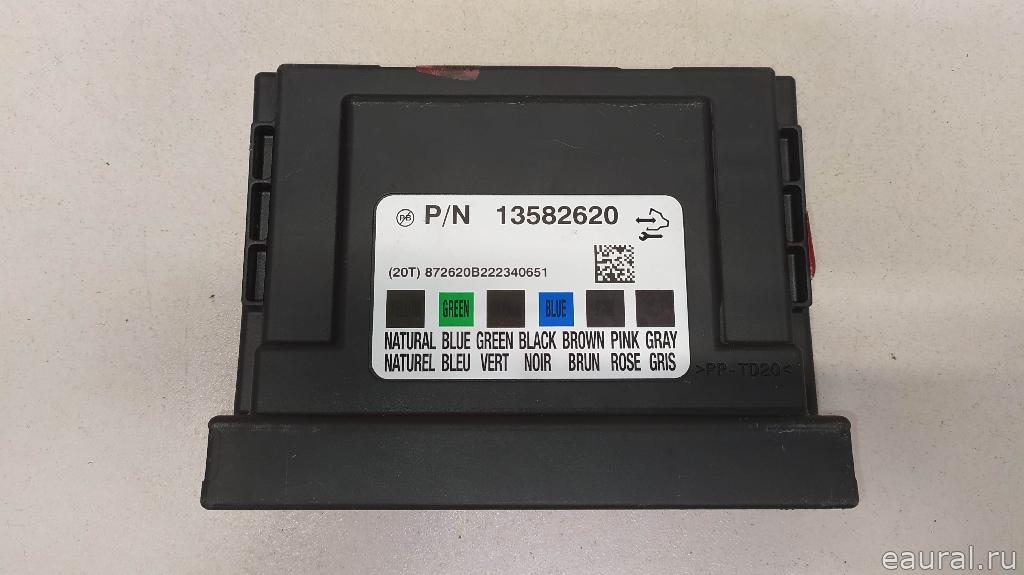 P/N 13582620
(20T) 872620B222340651
GREEN BLUE
NATURAL BLUE GREEN BLACK BROWN PINK GRAY
NATUREL BLEU VERT NOIR BRUN ROSE GRIS
>PP-TD20<
eaural.ru